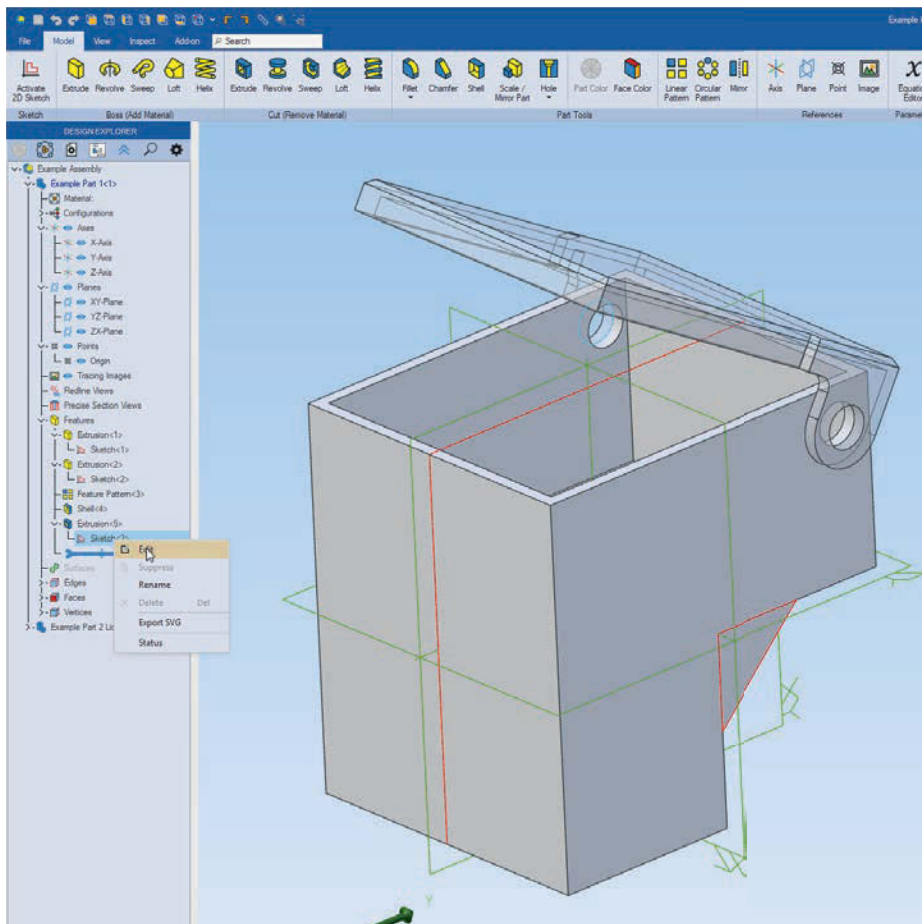 Example
File Model View Inspect Add-on Search
Activate 2D Sketch Extrude Revolve Sweep Loft Helix Extrude Revolve Sweep Loft Helix Fillet Chamfer Shell Scale / Mirror Part Hole Part Color Face Color Linear Pattern Circular Pattern Mirror Axis Plane Point Image
Sketch Boss (Add Material) Cut (Remove Material) Part Tools References
DESIGN EXPLORER
Example Assembly
Example Part 1<1>
Material:
Configurations
Axes
X-Axis
Y-Axis
Z-Axis
Planes
XY-Plane
YZ-Plane
ZX-Plane
Points
Origin
Tracing Images
Redline Views
Precise Section Views
Features
Extrusion<1>
Sketch<1>
Extrusion<2>
Sketch<2>
Feature Pattern<3>
Shell<4>
Extrusion<5>
Edit
Suppress
Surfaces
Rename
Edges
Delete Del
Faces
Vertices
Export SVG
Example Part 2
Status
Y